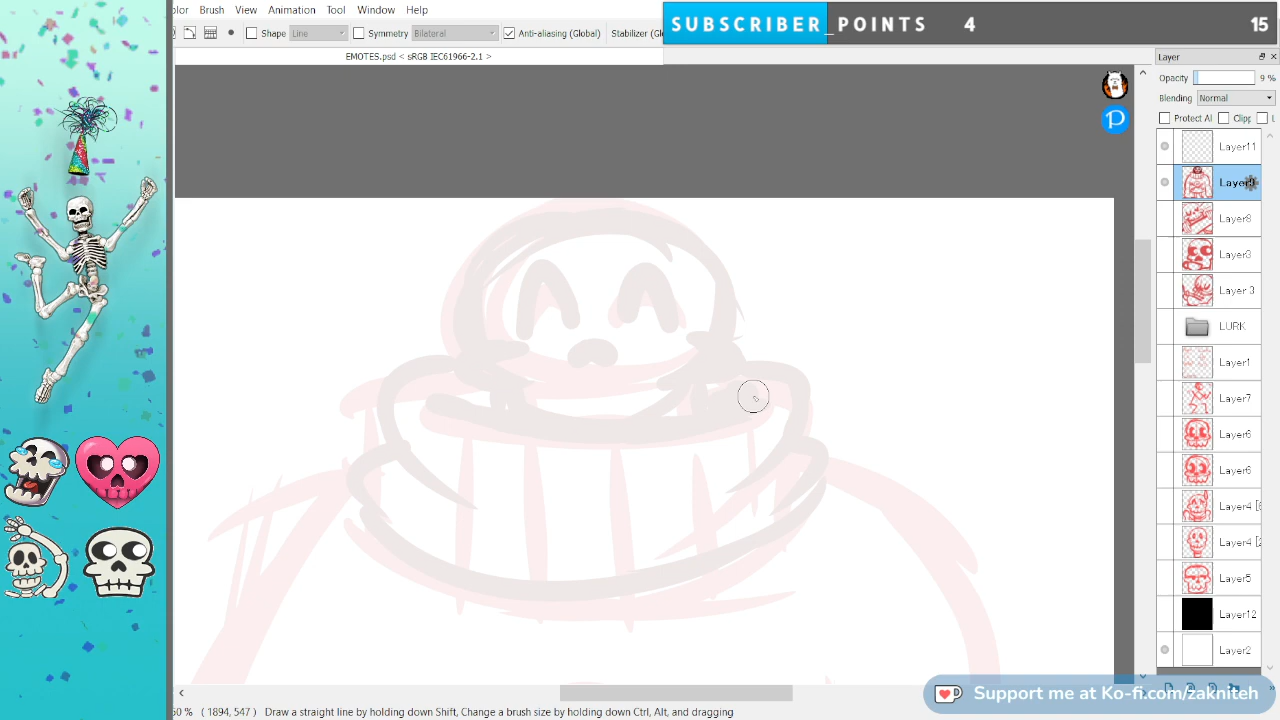 olor Brush View Animation Tool Window Help
SUBSCRIBER_POINTS 4 15
Shape Line Symmetry Bilateral Anti-aliasing (Global) Stabilizer (Gl
EMOTES.psd < sRGB IEC61966-2.1 >
Layer
Opacity 9 %
Blending Normal
Protect Al Clipp L
Layer11
Layer8
Layer3
Layer 3
LURK
Layer1
Layer7
Layer6
Layer6
Layer4
Layer4
Layer5
Layer12
Layer2
Support me at Ko-fi.com/zakniteh
( 1894, 547 ) Draw a straight line by holding down Shift, Change a brush size by holding down Ctrl, Alt, and dragging